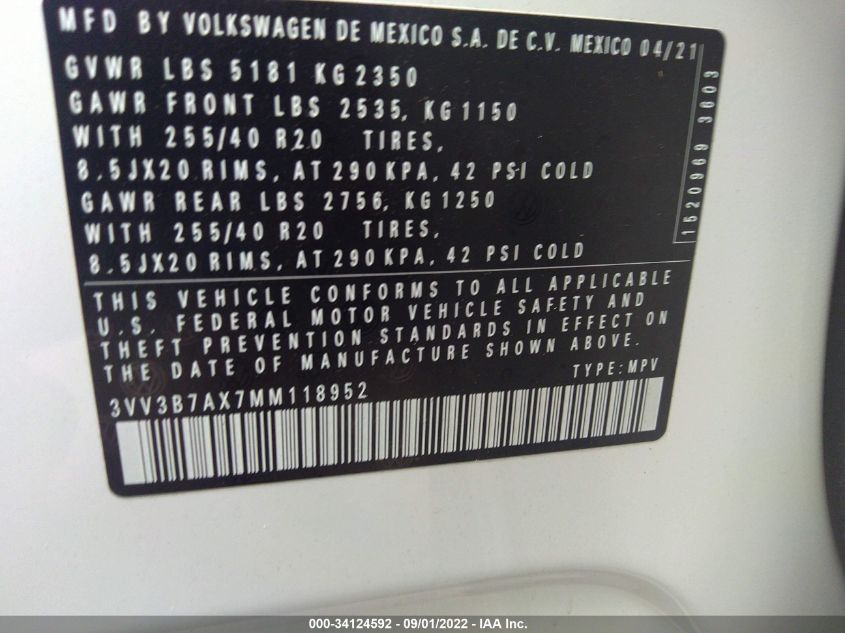 MFD BY VOLKSWAGEN DE MEXICO S.A. DE C.V. MEXICO 04/21
GVWR LBS 5181 KG 2350
GAWR FRONT LBS 2535, KG 1150
WITH 255/40 R20 TIRES,
8.5JX20 RIMS, AT 290 KPA, 42 PSI COLD
GAWR REAR LBS 2756, KG 1250
WITH 255/40 R20 TIRES,
8.5JX20 RIMS, AT 290 KPA, 42 PSI COLD
1520969 3603
THIS VEHICLE CONFORMS TO ALL APPLICABLE
U.S. FEDERAL MOTOR VEHICLE SAFETY AND
THEFT PREVENTION STANDARDS IN EFFECT ON
THE DATE OF MANUFACTURE SHOWN ABOVE.
TYPE: MPV
3VV3B7AX7MM118952
000-34124592 - 09/01/2022 - IAA Inc.